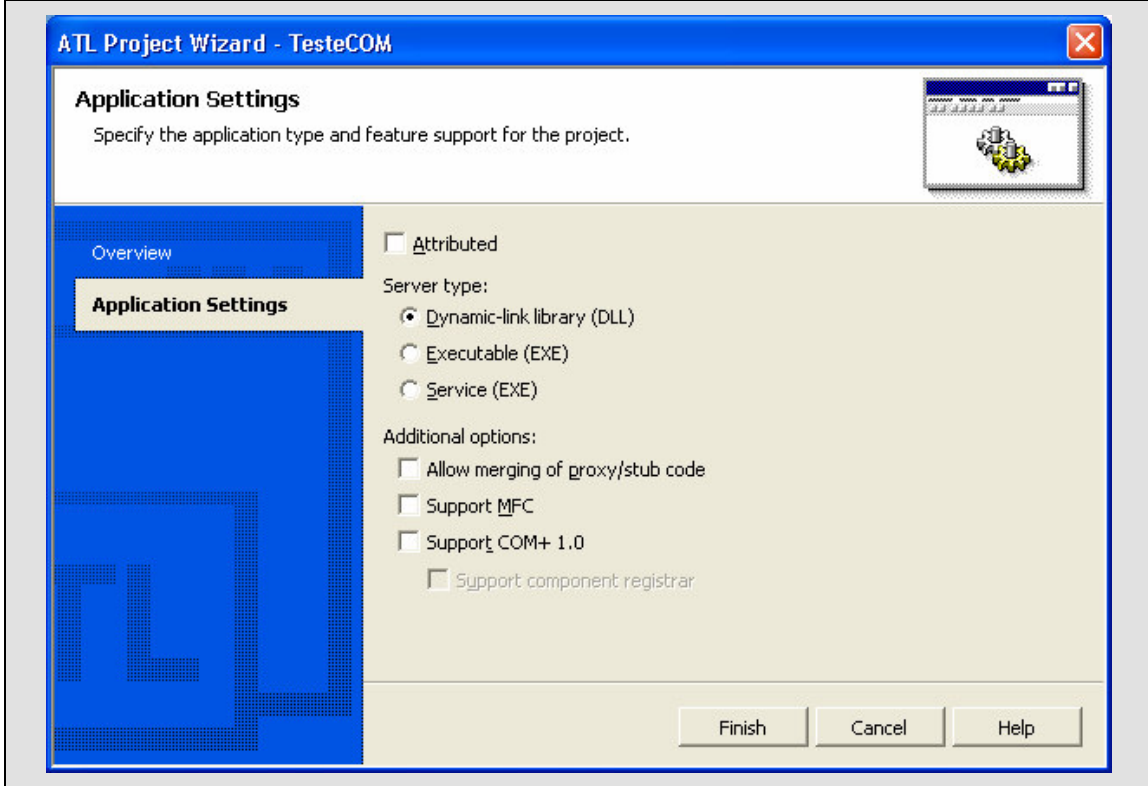 ATL Project Wizard - TesteCOM
Application Settings
Specify the application type and feature support for the project.
Overview
Application Settings
Attributed
Server type:
Dynamic-link library (DLL)
Executable (EXE)
Service (EXE)
Additional options:
Allow merging of proxy/stub code
Support MFC
Support COM+ 1.0
Support component registrar
Finish Cancel Help